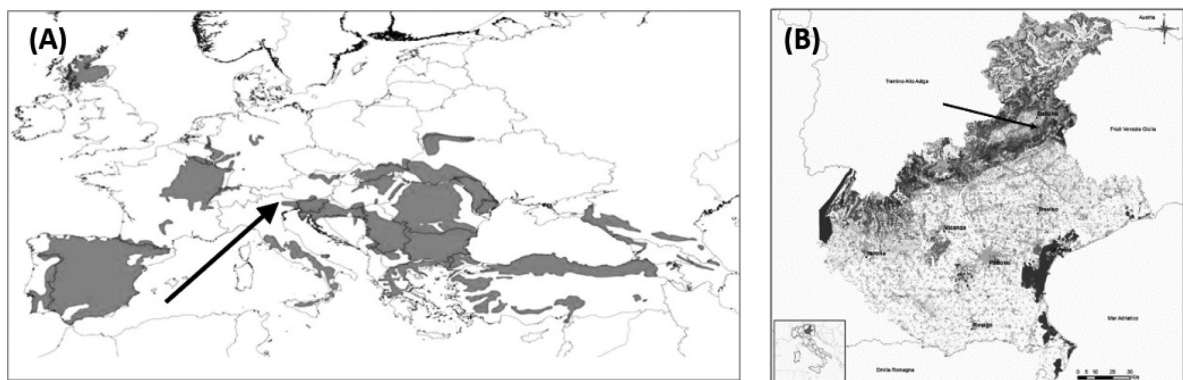 (A)
(B)
Austria
Trentino Alto Adige
Belluno
Friuli Venezia Giulia
Treviso
Vicenza
Verona
Padova
Rovigo
Mar Adriatico
Emilia Romagna